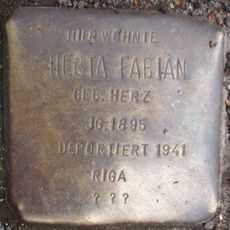 HIER WOHNTE
HERTA FABIAN
GEB. HERZ
JG. 1895
DEPORTIERT 1941
RIGA
? ? ?